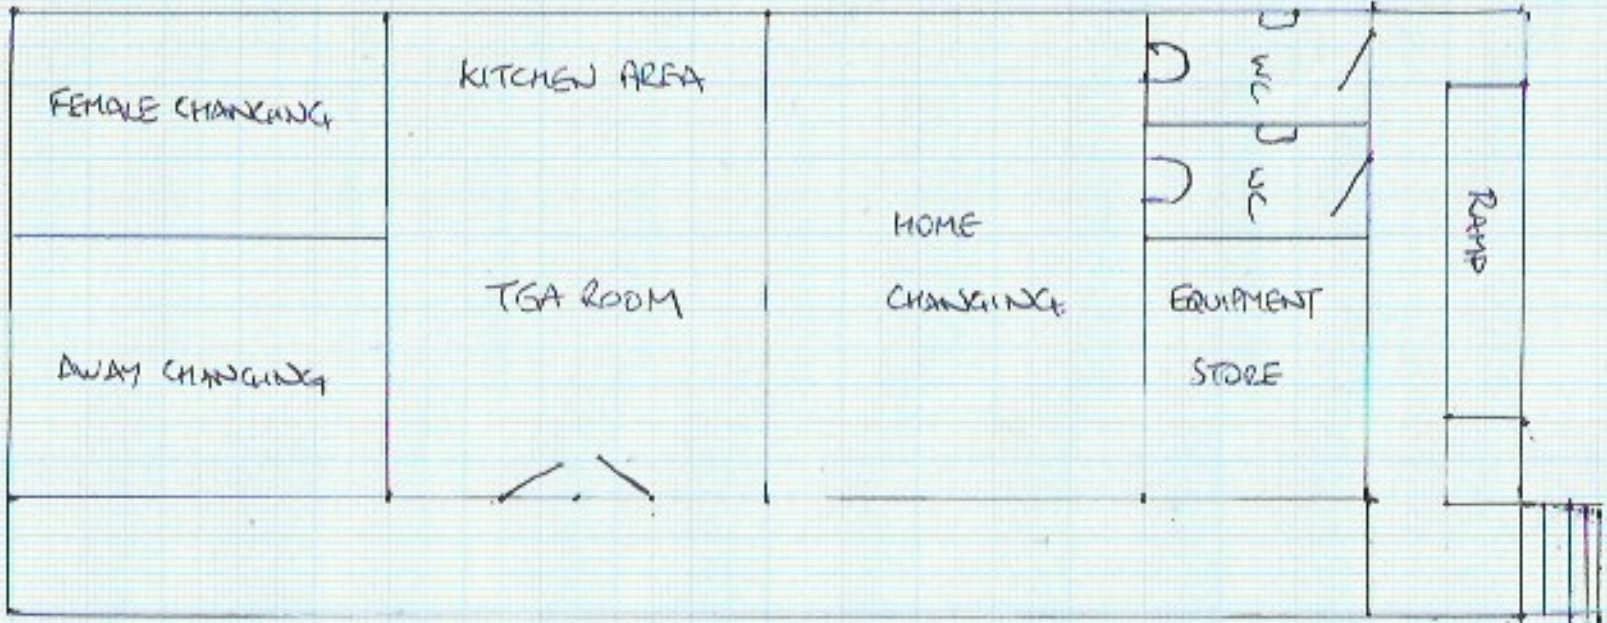 FEMALE CHANGING
AWAY CHANGING
KITCHEN AREA
TEA ROOM
HOME
CHANGING
WC
WC
EQUIPMENT
STORE
RAMP